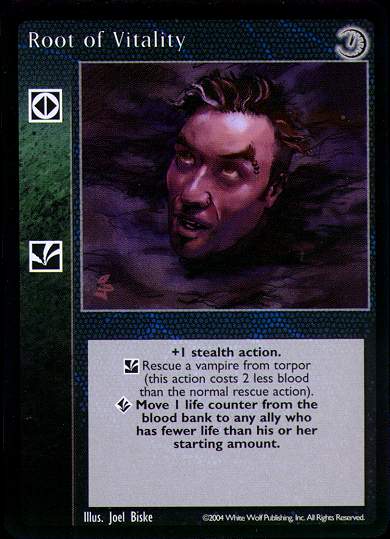 Root of Vitality
+1 stealth action.
Rescue a vampire from torpor
(this action costs 2 less blood
than the normal rescue action).
Move 1 life counter from the
blood bank to any ally who
has fewer life than his or her
starting amount.
Illus. Joel Biske
©2004 White Wolf Publishing, Inc. All Rights Reserved.